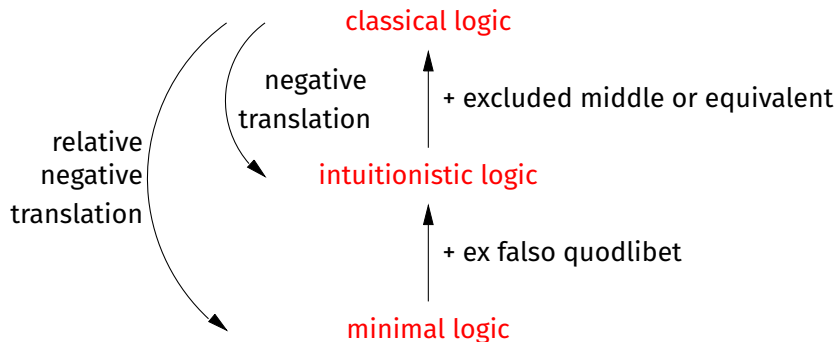 classical logic
negative
translation
+ excluded middle or equivalent
relative
negative
translation
intuitionistic logic
+ ex falso quodlibet
minimal logic